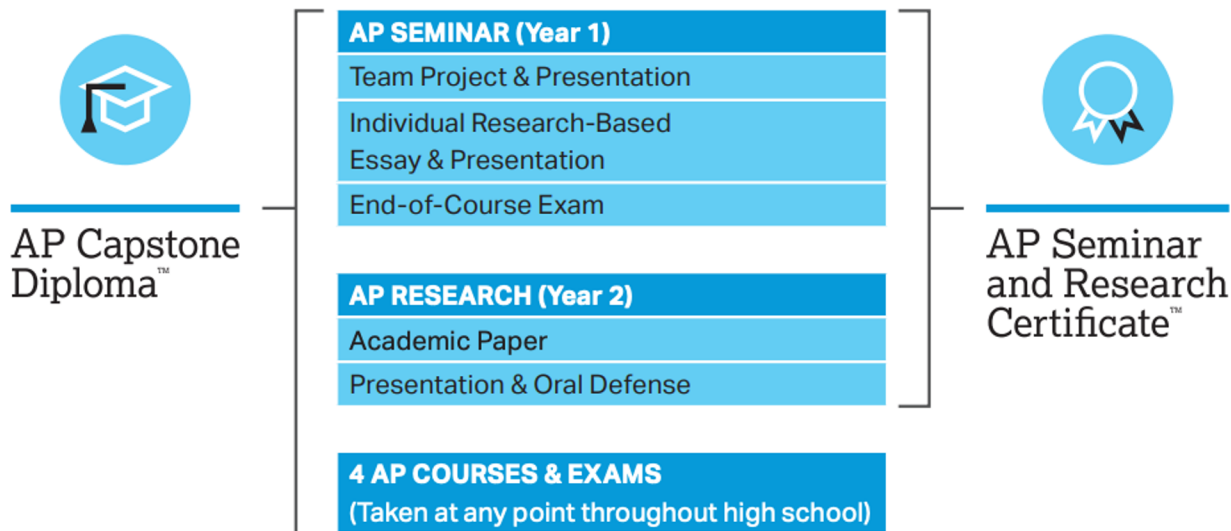 AP Capstone
Diploma™
AP SEMINAR (Year 1)
Team Project & Presentation
Individual Research-Based
Essay & Presentation
End-of-Course Exam
AP RESEARCH (Year 2)
Academic Paper
Presentation & Oral Defense
4 AP COURSES & EXAMS
(Taken at any point throughout high school)
AP Seminar
and Research
Certificate™